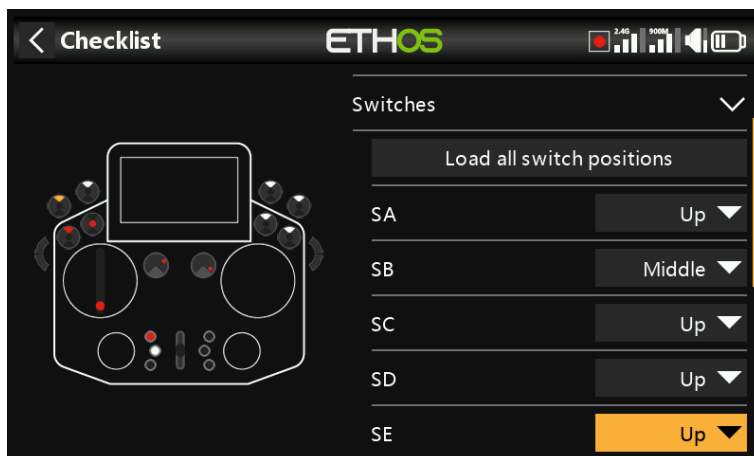 Checklist
ETHOS
2.4G 900M
Switches
Load all switch positions
SA Up
SB Middle
SC Up
SD Up
SE Up